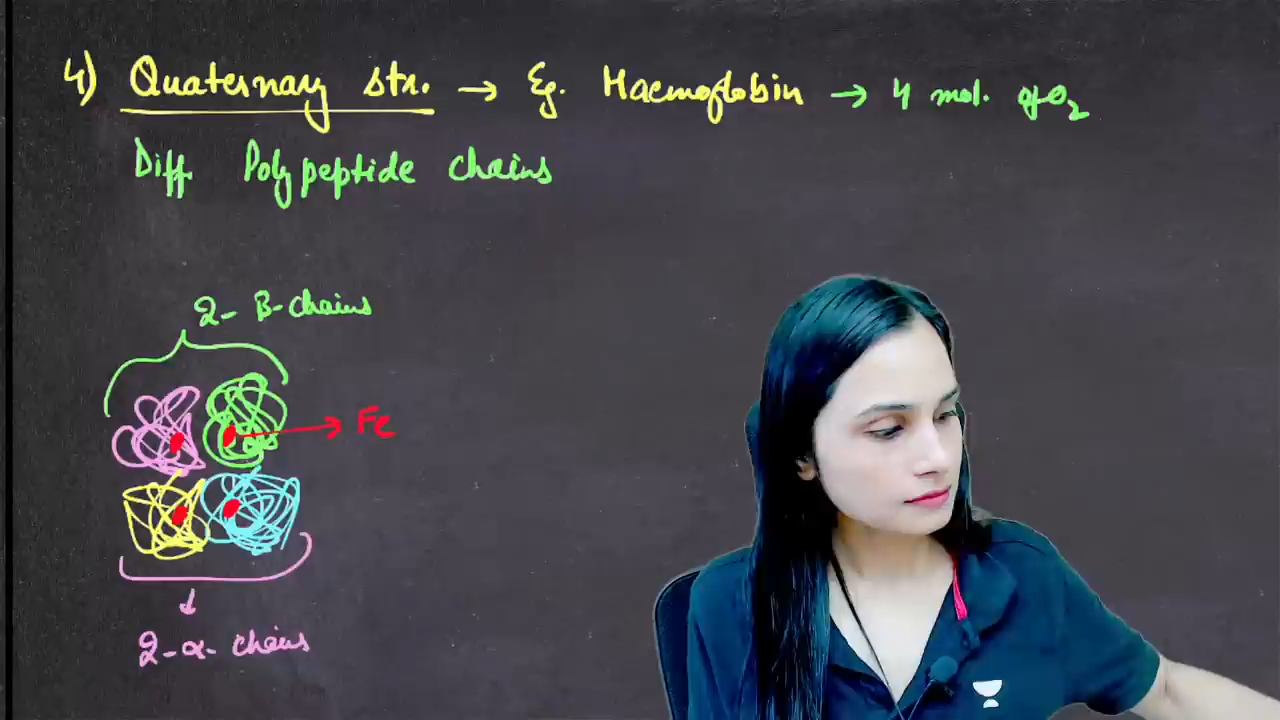 4) Quaternary str. → Eg. Haemoglobin → 4 mol. of O2
Diff. Polypeptide chains
2- β-chains
Fe
2-α- chains